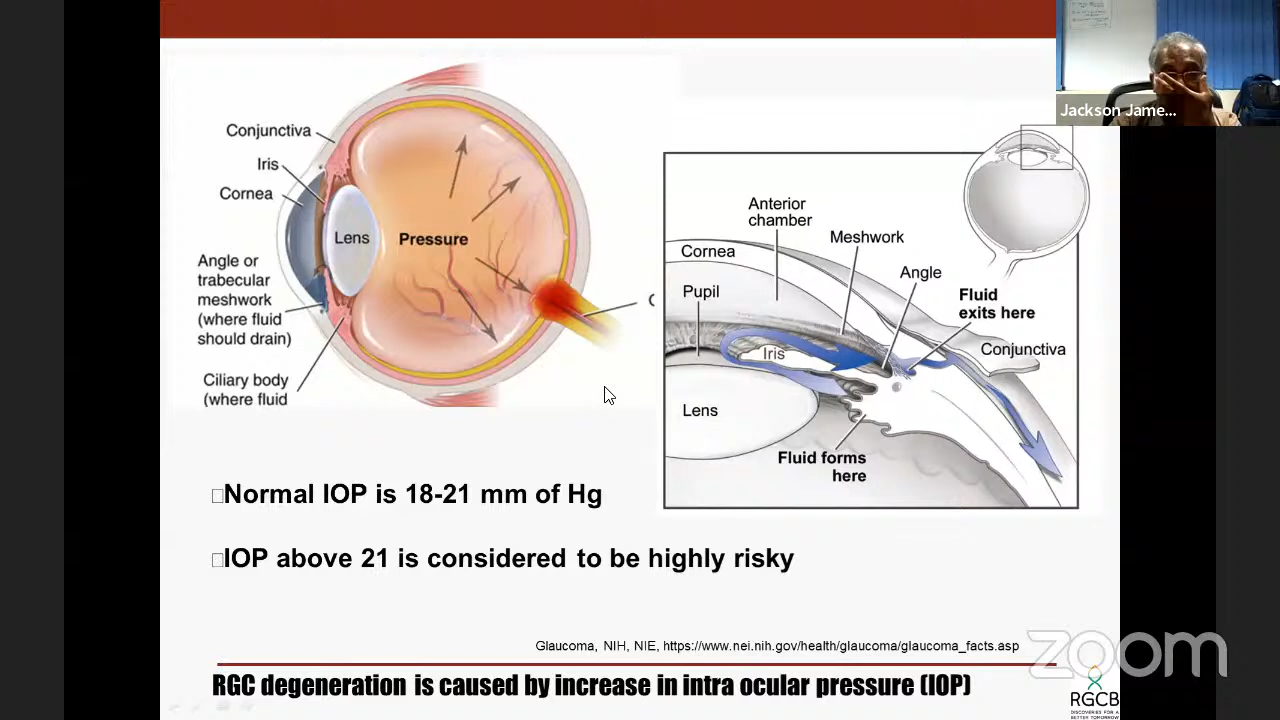 Jackson Jame...
Conjunctiva
Iris
Cornea
Lens
Pressure
Angle or
trabecular
meshwork
(where fluid
should drain)
Ciliary body
(where fluid
Anterior
chamber
Meshwork
Cornea
Angle
Pupil
Fluid
exits here
Iris
Conjunctiva
Lens
Fluid forms
here
Normal IOP is 18-21 mm of Hg
IOP above 21 is considered to be highly risky
Glaucoma, NIH, NIE, https://www.nei.nih.gov/health/glaucoma/glaucoma_facts.asp
zoom
RGC degeneration is caused by increase in intra ocular pressure (IOP)
RGCB
DISCOVERIES FOR A
BETTER TOMORROW